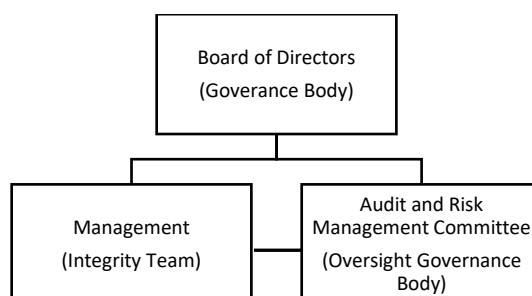 Board of Directors
(Goverance Body)
Management
(Integrity Team)
Audit and Risk
Management Committee
(Oversight Governance
Body)